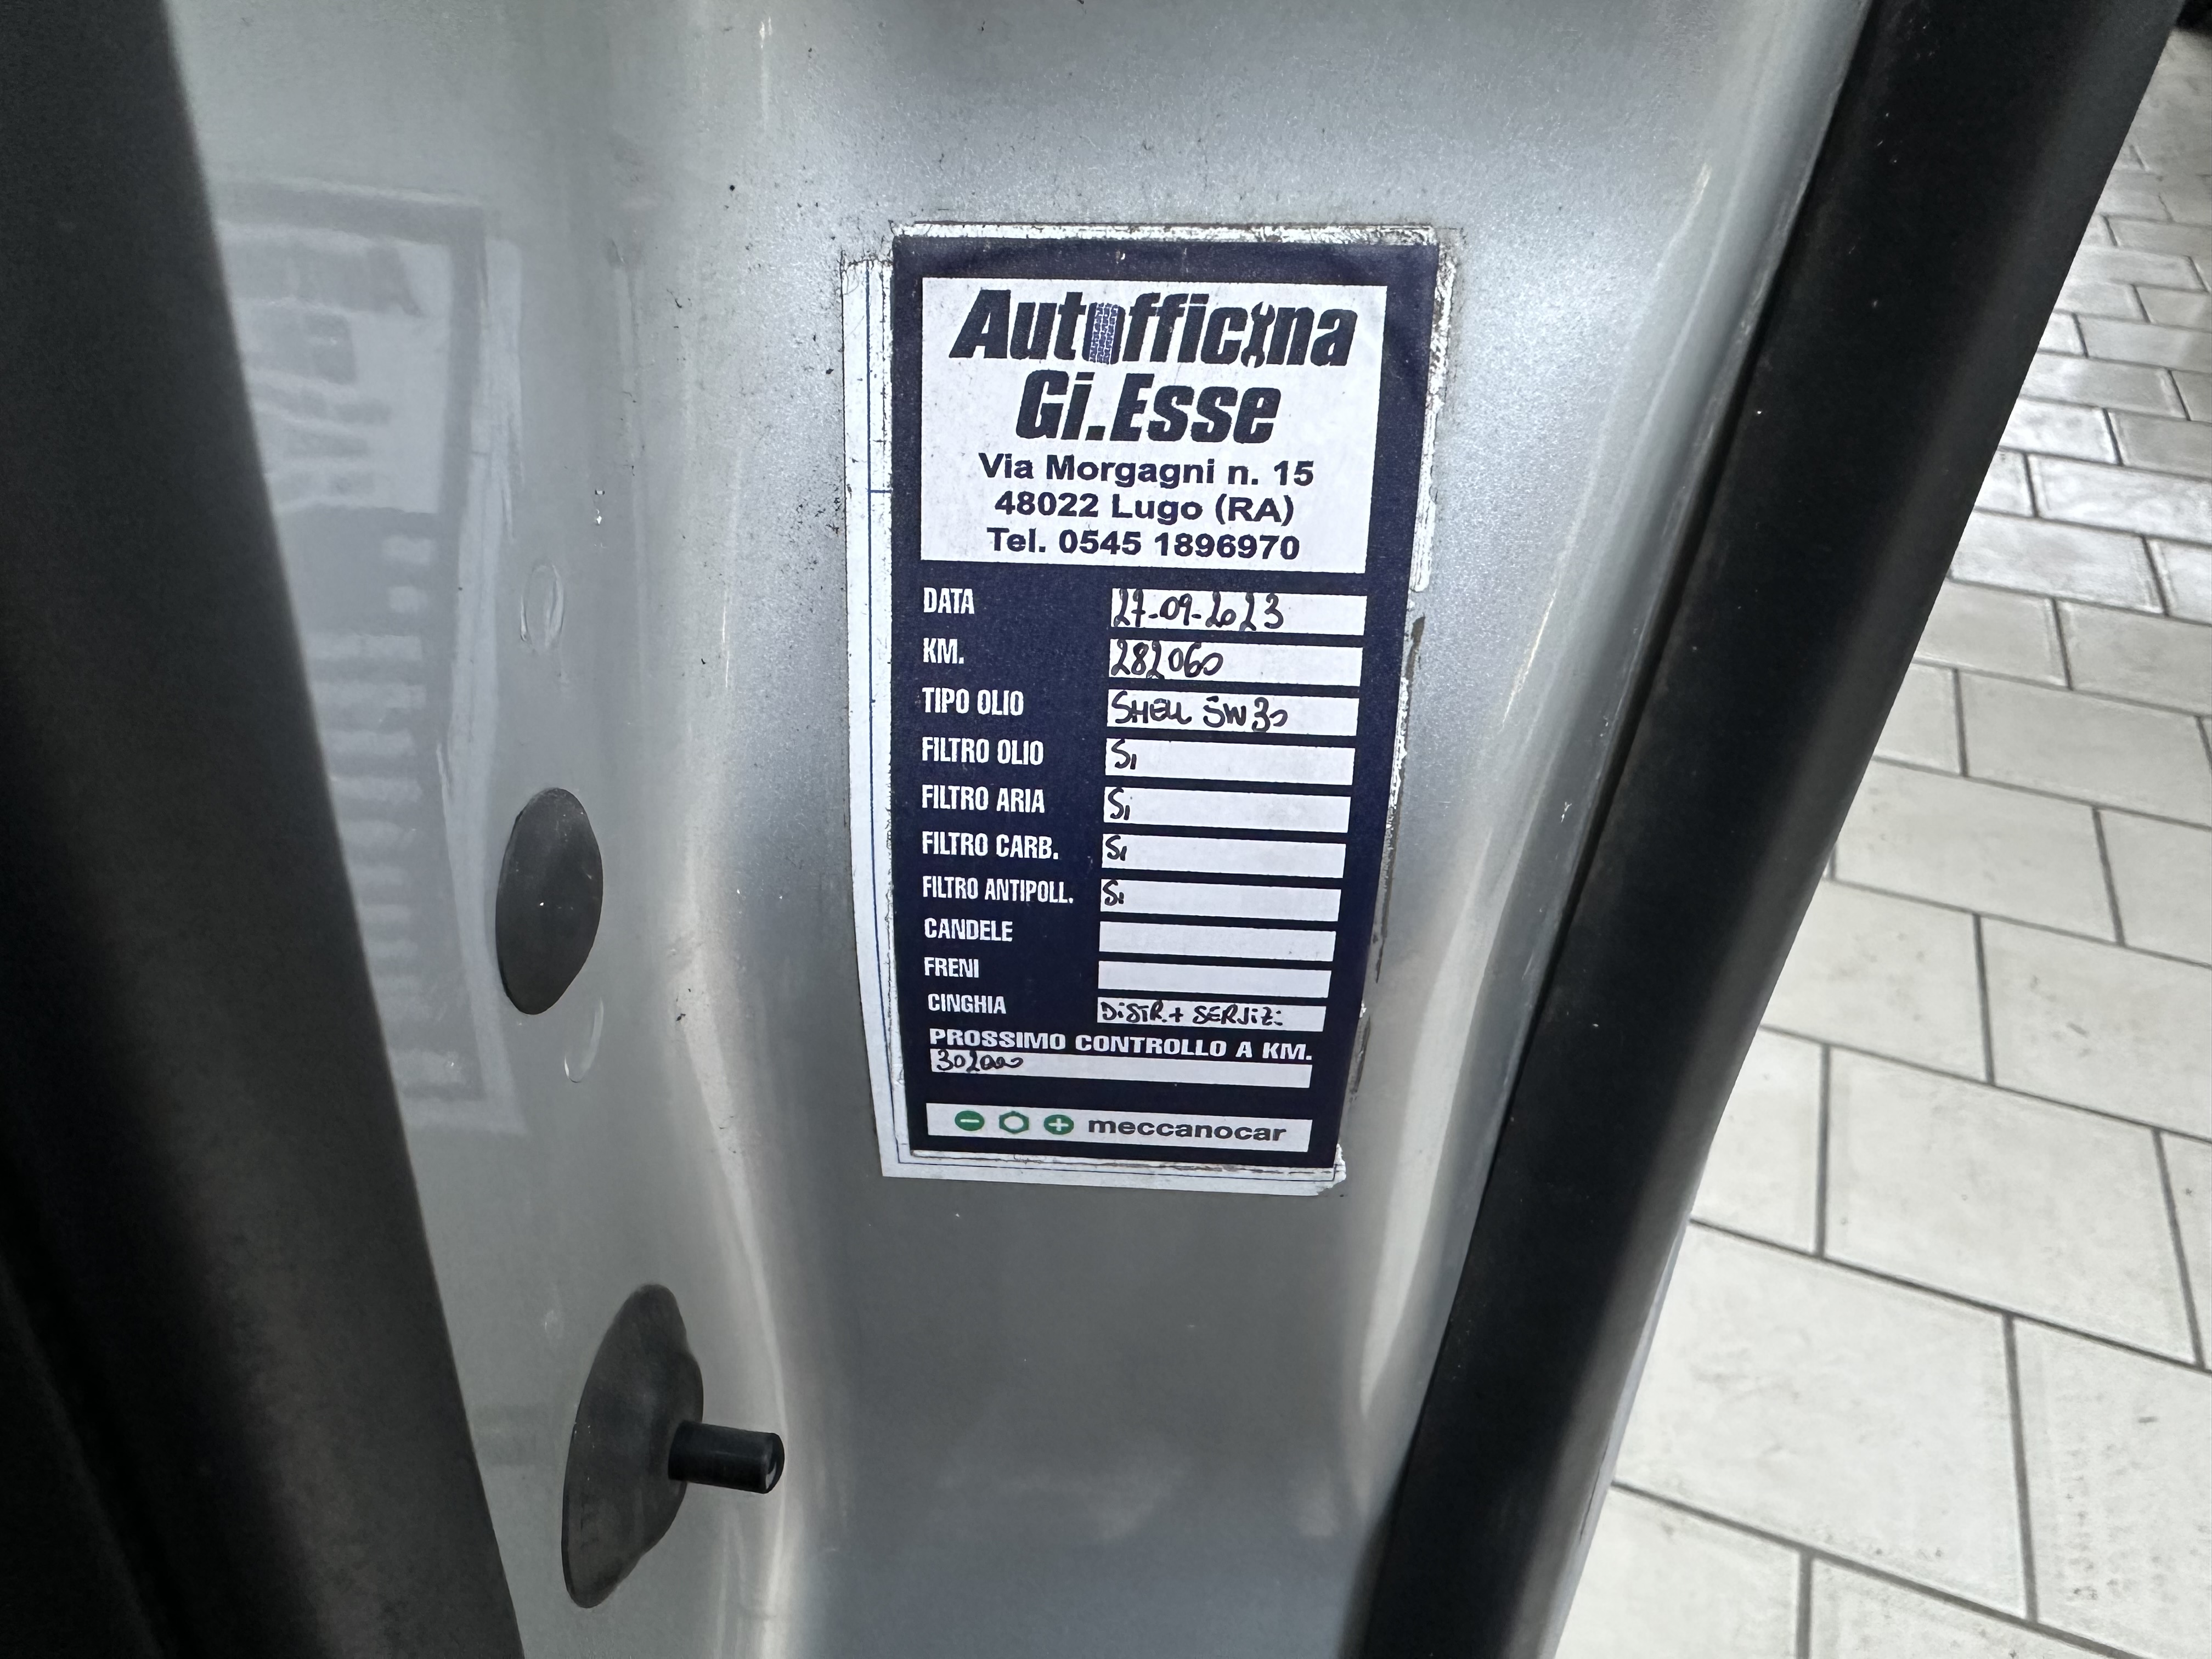 Autofficina
Gi.Esse
Via Morgagni n. 15
48022 Lugo (RA)
Tel. 0545 1896970
DATA 27-09-2023
KM. 282060
TIPO OLIO SHELL 5W30
FILTRO OLIO Si
FILTRO ARIA Si
FILTRO CARB. Si
FILTRO ANTIPOLL. Si
CANDELE
FRENI
CINGHIA DiSTR.+ SERViZi
PROSSIMO CONTROLLO A KM.
302000
meccanocar